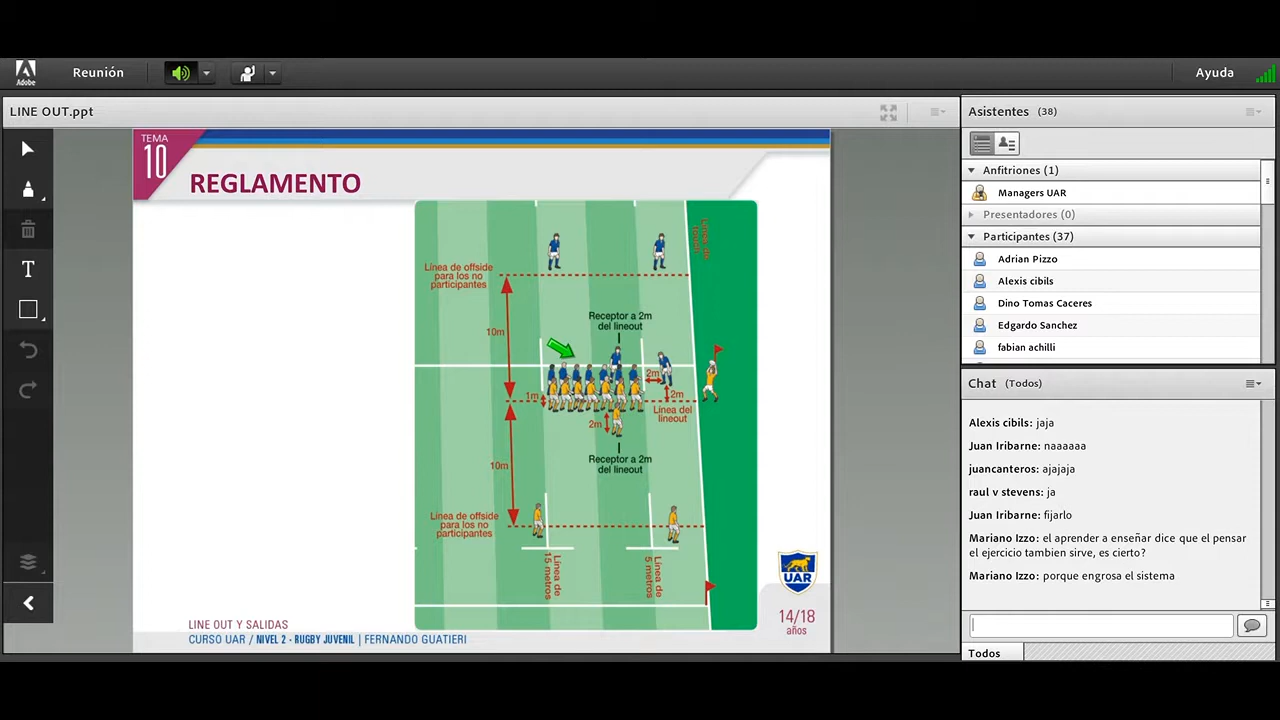 Adobe
Reunión
Ayuda
LINE OUT.ppt
TEMA
10
REGLAMENTO
Línea de touch
Línea de offside
para los no
participantes
Receptor a 2m
del lineout
10m
2m
1m
2m
Línea del
lineout
2m
Receptor a 2m
del lineout
10m
Línea de offside
para los no
participantes
Línea de
15 metros
Línea de
5 metros
UAR
14/18
años
LINE OUT Y SALIDAS
CURSO UAR / NIVEL 2 - RUGBY JUVENIL | FERNANDO GUATIERI
T
Asistentes (38)
Anfitriones (1)
Managers UAR
Presentadores (0)
Participantes (37)
Adrian Pizzo
Alexis cibils
Dino Tomas Caceres
Edgardo Sanchez
fabian achilli
Chat (Todos)
Alexis cibils: jaja
Juan Iribarne: naaaaaa
juancanteros: ajajaja
raul v stevens: ja
Juan Iribarne: fijarlo
Mariano Izzo: el aprender a enseñar dice que el pensar
el ejercicio tambien sirve, es cierto?
Mariano Izzo: porque engrosa el sistema
Todos